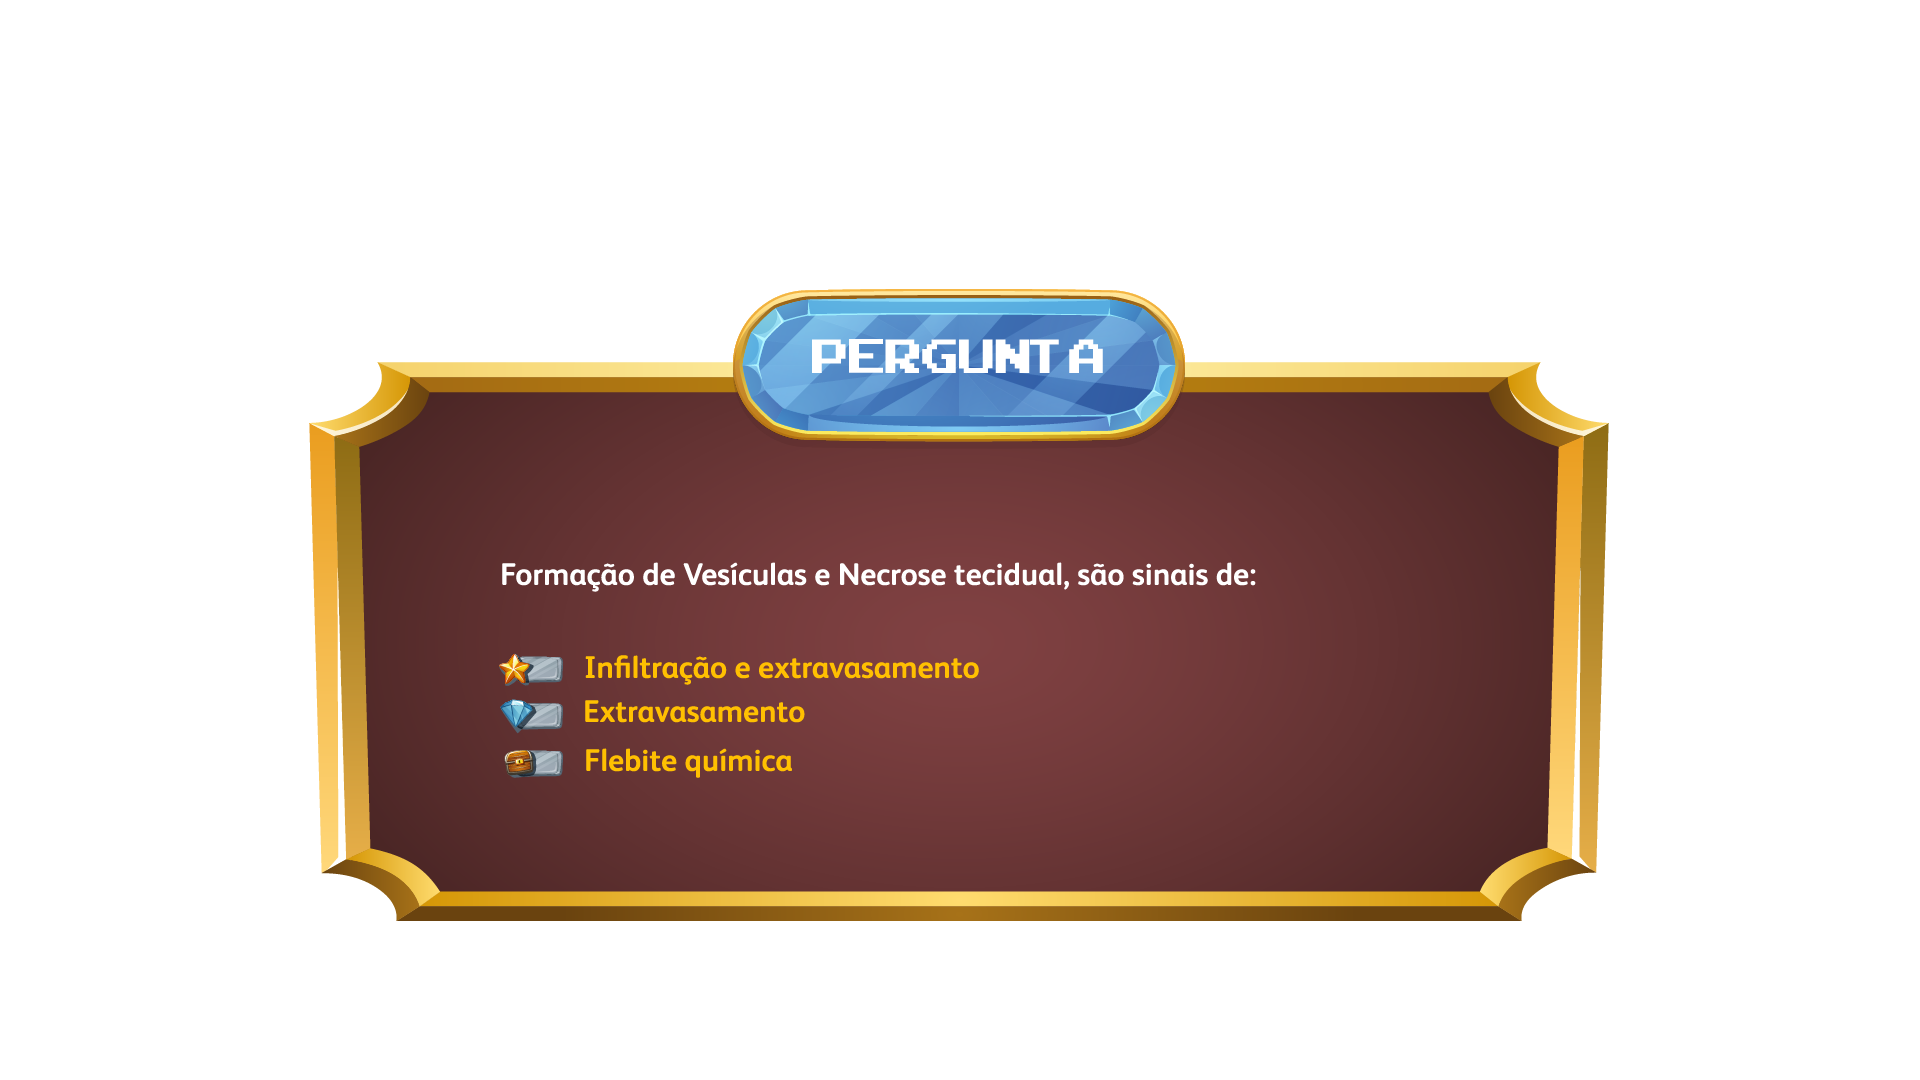 PERGUNTA
Formação de Vesículas e Necrose tecidual, são sinais de:
Infiltração e extravasamento
Extravasamento
Flebite química